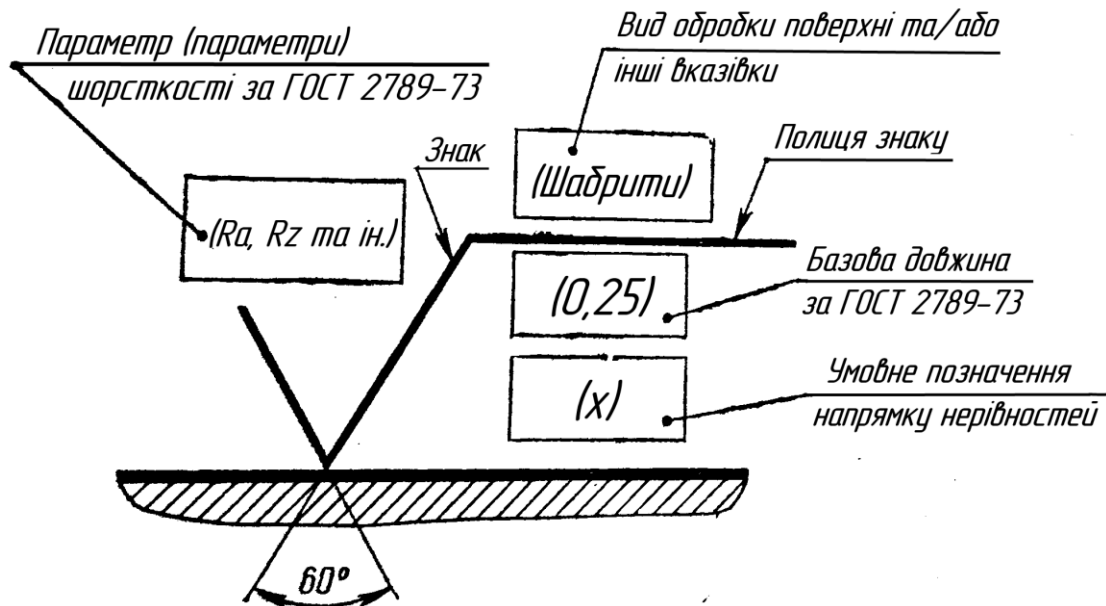 Параметр (параметри)
шорсткості за ГОСТ 2789-73
Вид обробки поверхні та/або
інші вказівки
Знак
Полиця знаку
(Шабрити)
(Ra, Rz та ін.)
(0,25)
Базова довжина
за ГОСТ 2789-73
(х)
Умовне позначення
напрямку нерівностей
60°